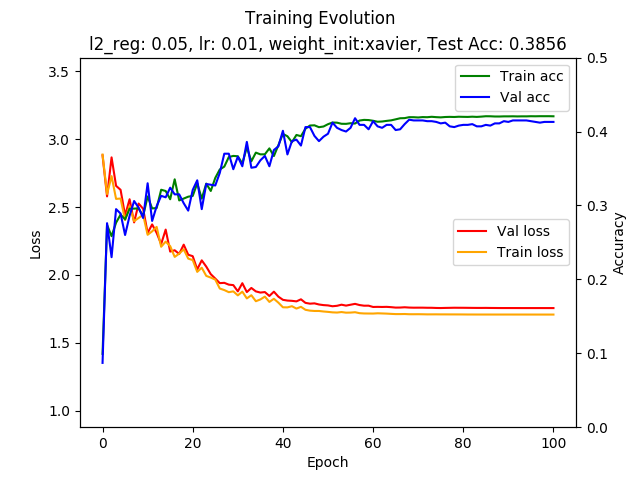 Training Evolution
l2_reg: 0.05, lr: 0.01, weight_init:xavier, Test Acc: 0.3856
Train acc
Val acc
Val loss
Train loss
3.5
3.0
2.5
2.0
1.5
1.0
Loss
0.5
0.4
0.3
0.2
0.1
0.0
Accuracy
0 20 40 60 80 100
Epoch